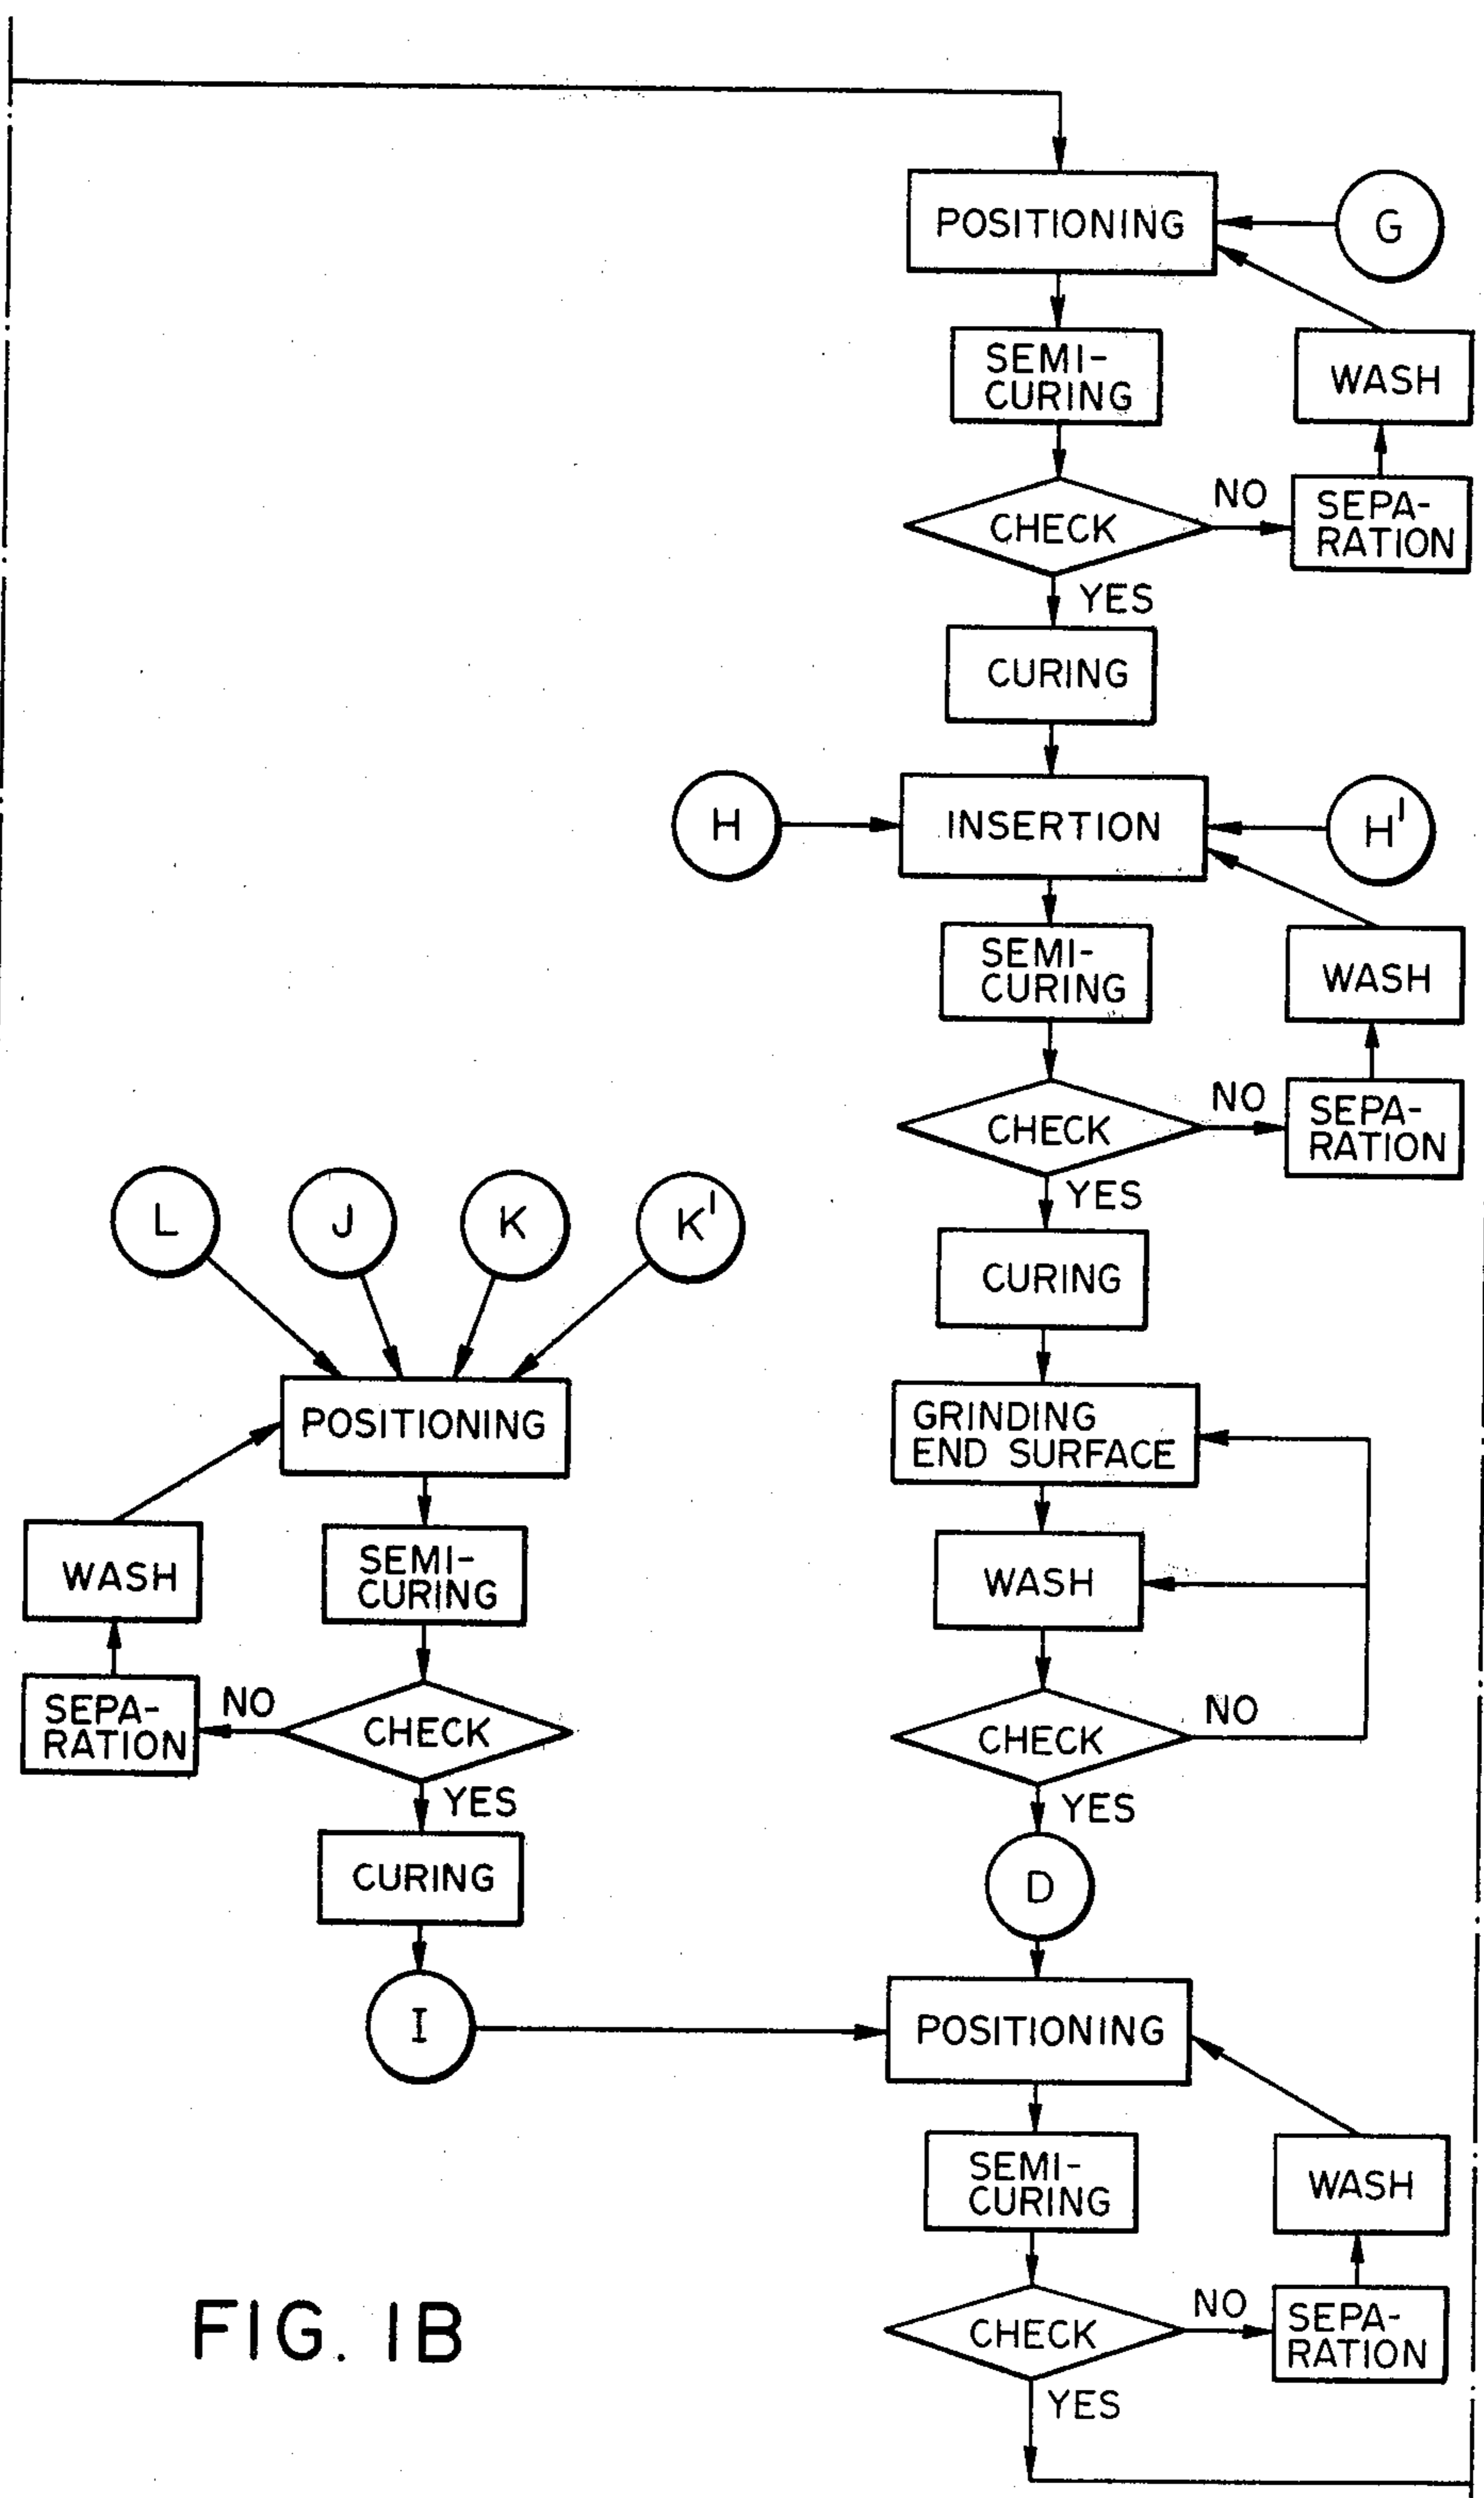 POSITIONING
G
SEMI-
CURING
WASH
CHECK
NO
SEPA-
RATION
YES
CURING
H
INSERTION
H'
SEMI-
CURING
WASH
CHECK
NO
SEPA-
RATION
YES
CURING
L
J
K
K'
POSITIONING
SEMI-
CURING
WASH
CHECK
NO
SEPA-
RATION
YES
CURING
I
GRINDING
END SURFACE
WASH
CHECK
NO
YES
D
POSITIONING
SEMI-
CURING
WASH
CHECK
NO
SEPA-
RATION
YES
FIG. 1B